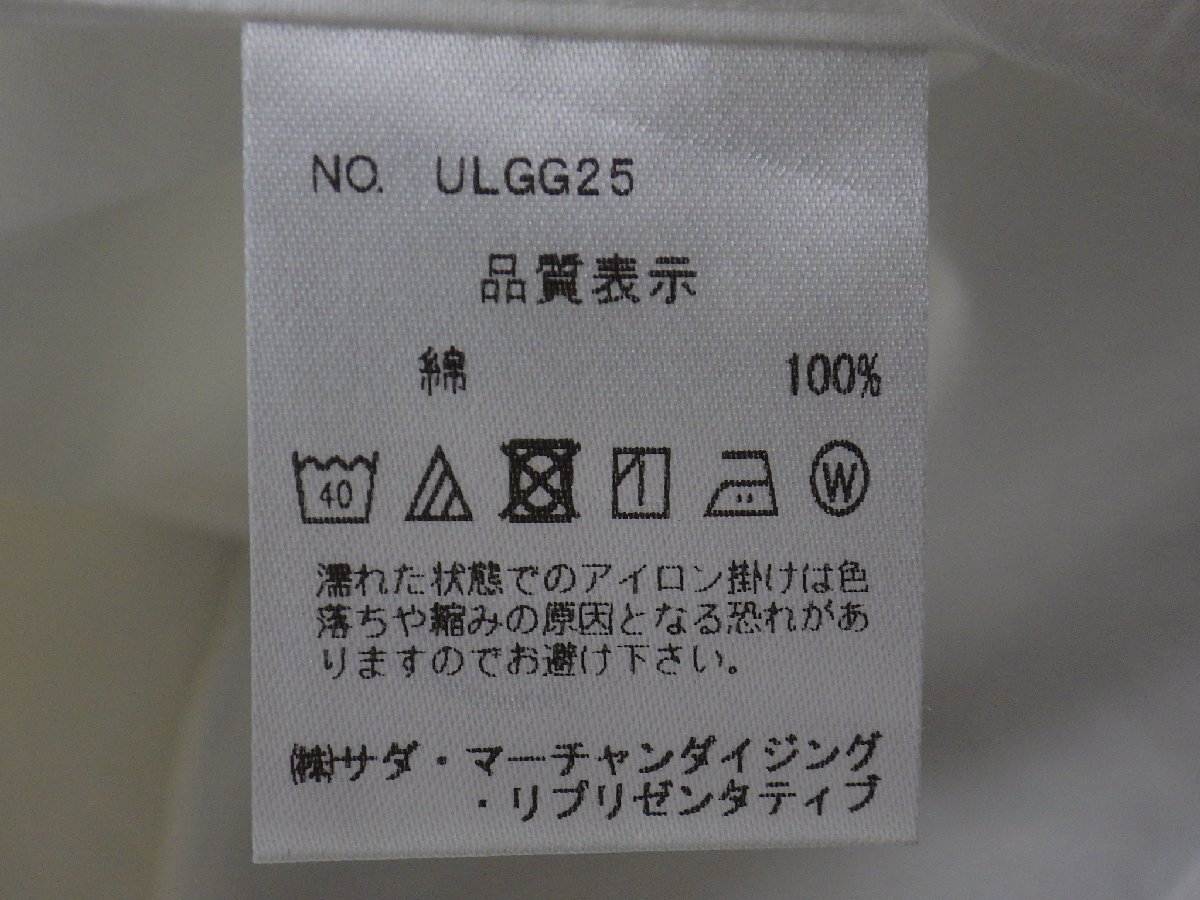 NO. ULGG25
品質表示
綿 100%
40 W
濡れた状態でのアイロン掛けは色
落ちや縮みの原因となる恐れがあ
りますのでお避け下さい。
㈱サダ・マーチャンダイジング
・リプリゼンタティブ